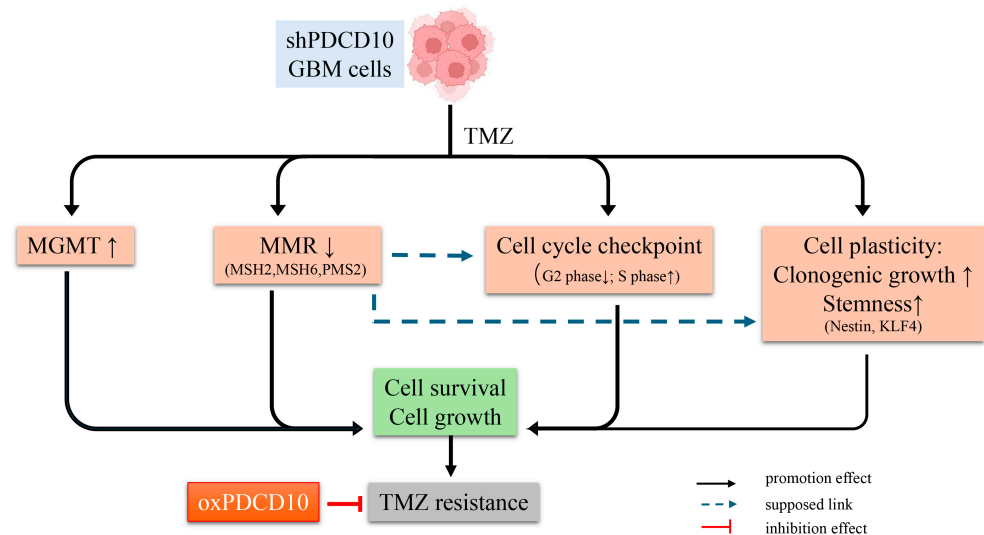 shPDCD10
GBM cells
TMZ
MGMT ↑
MMR ↓
(MSH2,MSH6,PMS2)
Cell cycle checkpoint
(G2 phase↓; S phase↑)
Cell plasticity:
Clonogenic growth ↑
Stemness↑
(Nestin, KLF4)
Cell survival
Cell growth
oxPDCD10
TMZ resistance
promotion effect
supposed link
inhibition effect